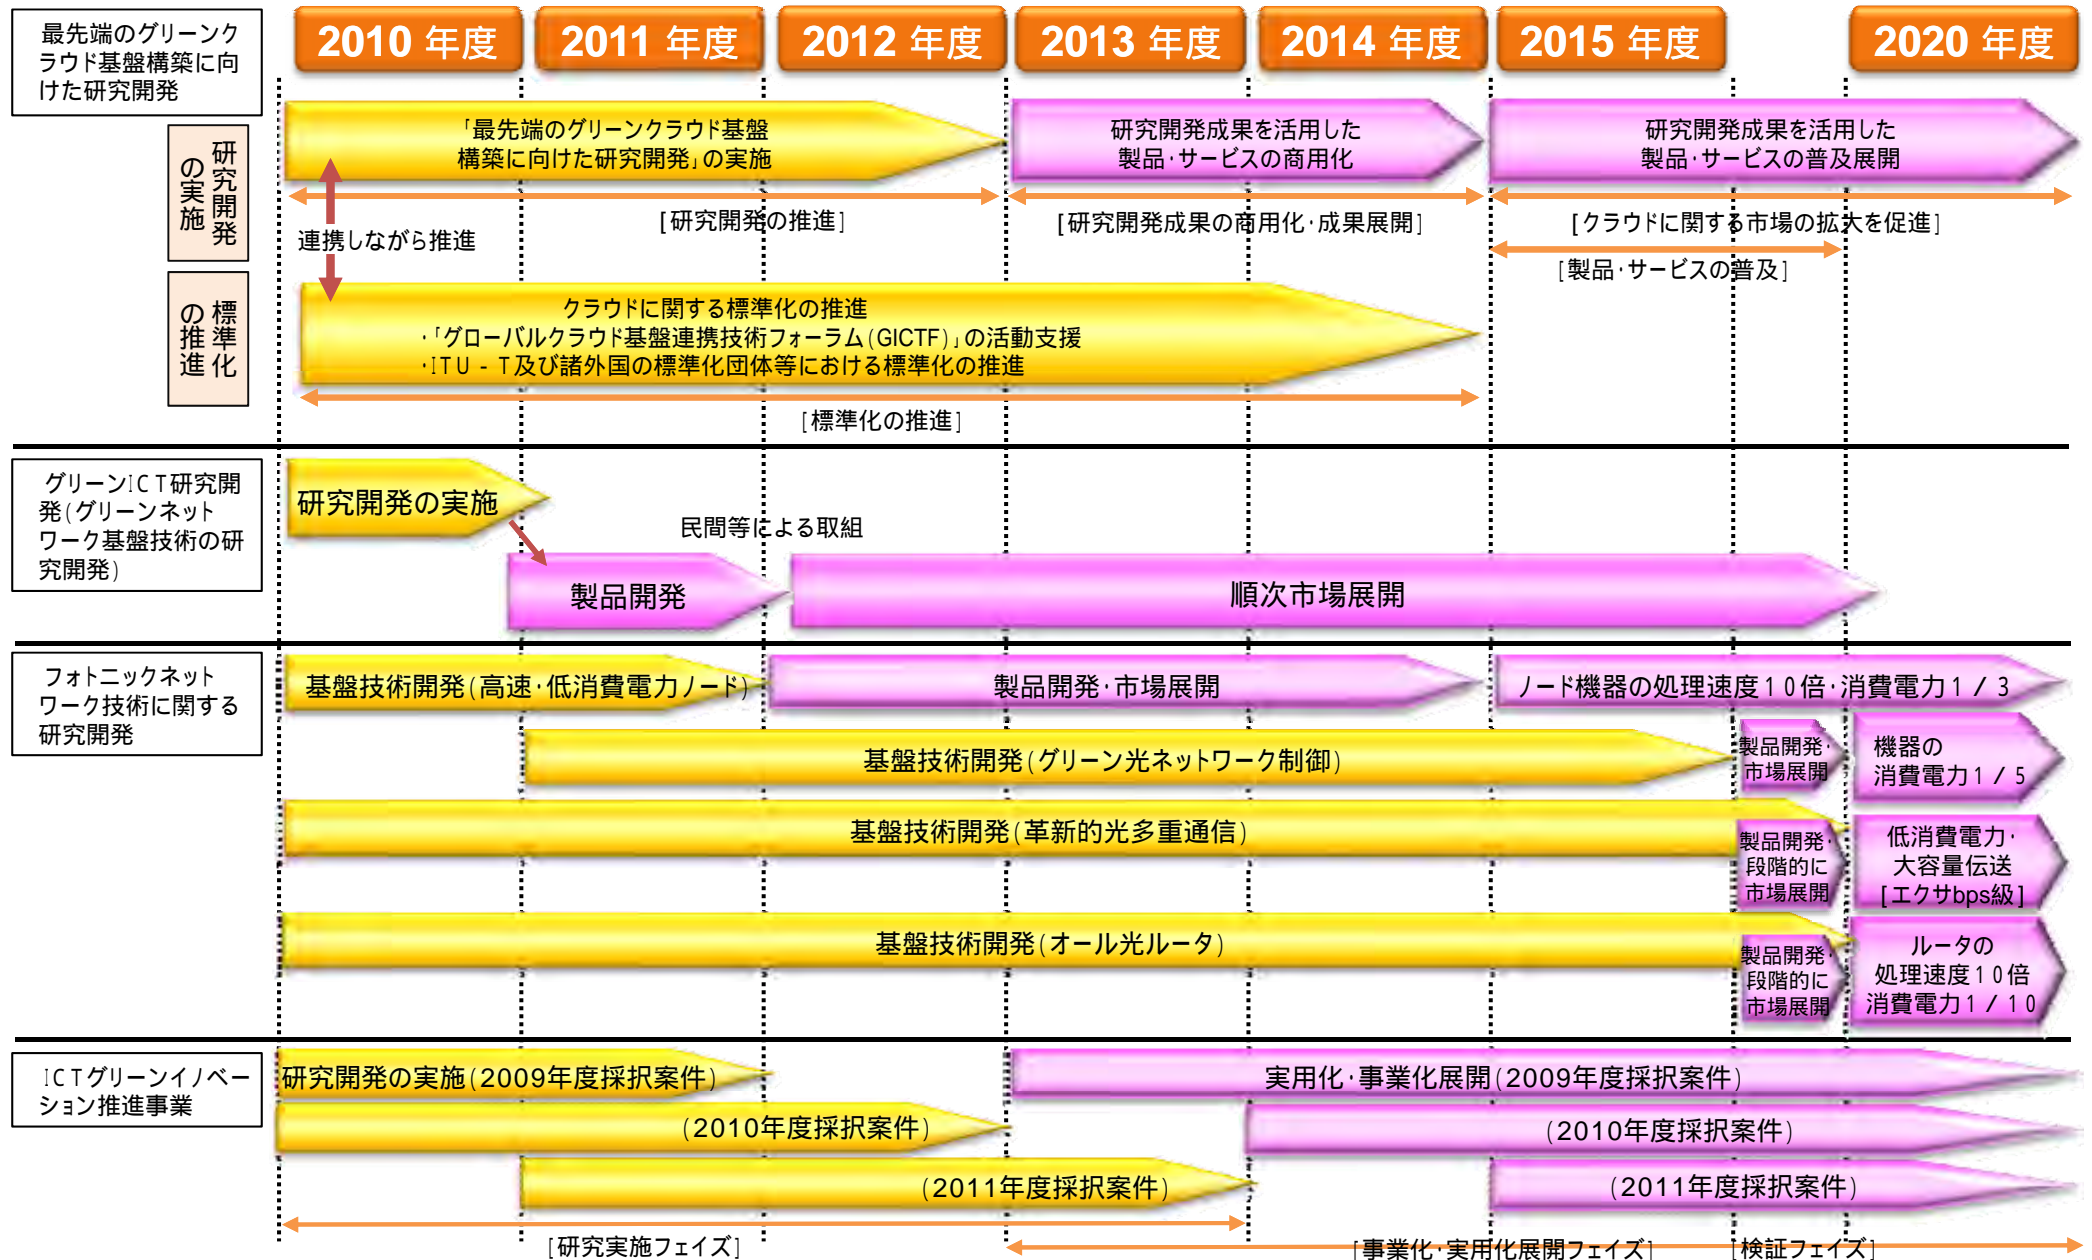 最先端のグリーンク
ラウド基盤構築に向
けた研究開発
2010 年度
2011 年度
2012 年度
2013 年度
2014 年度
2015 年度
2020 年度
研究開発
の実施
「最先端のグリーンクラウド基盤
構築に向けた研究開発」の実施
研究開発成果を活用した
製品・サービスの商用化
研究開発成果を活用した
製品・サービスの普及展開
[研究開発の推進]
[研究開発成果の商用化・成果展開]
[クラウドに関する市場の拡大を促進]
[製品・サービスの普及]
連携しながら推進
標準化
の推進
クラウドに関する標準化の推進
・「グローバルクラウド基盤連携技術フォーラム(GICTF)」の活動支援
・ITU-T及び諸外国の標準化団体等における標準化の推進
[標準化の推進]
グリーンICT研究開
発(グリーンネット
ワーク基盤技術の研
究開発)
研究開発の実施
民間等による取組
製品開発
順次市場展開
フォトニックネット
ワーク技術に関する
研究開発
基盤技術開発(高速・低消費電力ノード)
製品開発・市場展開
ノード機器の処理速度10倍・消費電力1/3
基盤技術開発(グリーン光ネットワーク制御)
製品開発・
市場展開
機器の
消費電力1/5
基盤技術開発(革新的光多重通信)
製品開発・
段階的に
市場展開
低消費電力・
大容量伝送
[エクサbps級]
基盤技術開発(オール光ルータ)
製品開発・
段階的に
市場展開
ルータの
処理速度10倍
消費電力1/10
ICTグリーンイノベー
ション推進事業
研究開発の実施(2009年度採択案件)
実用化・事業化展開(2009年度採択案件)
(2010年度採択案件)
(2010年度採択案件)
(2011年度採択案件)
(2011年度採択案件)
[研究実施フェイズ]
[事業化・実用化展開フェイズ]
[検証フェイズ]